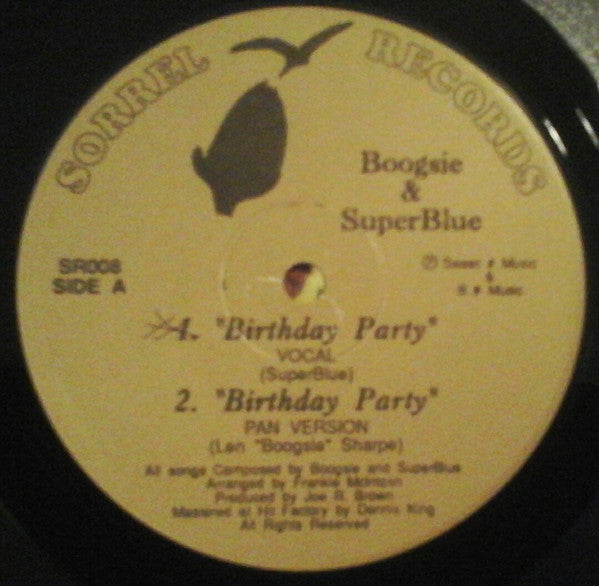 SORREL RECORDS
Boogsie
&
SuperBlue
SR008
SIDE A
℗ Sweet # Music
&
B # Music
1. "Birthday Party"
VOCAL
(SuperBlue)
2. "Birthday Party"
PAN VERSION
(Len "Boogsie" Sharpe)
All songs Composed by Boogsie and SuperBlue
Arranged by Frankie McIntosh
Produced by Joe R. Brown
Mastered at Hit Factory by Dennis King
All Rights Reserved